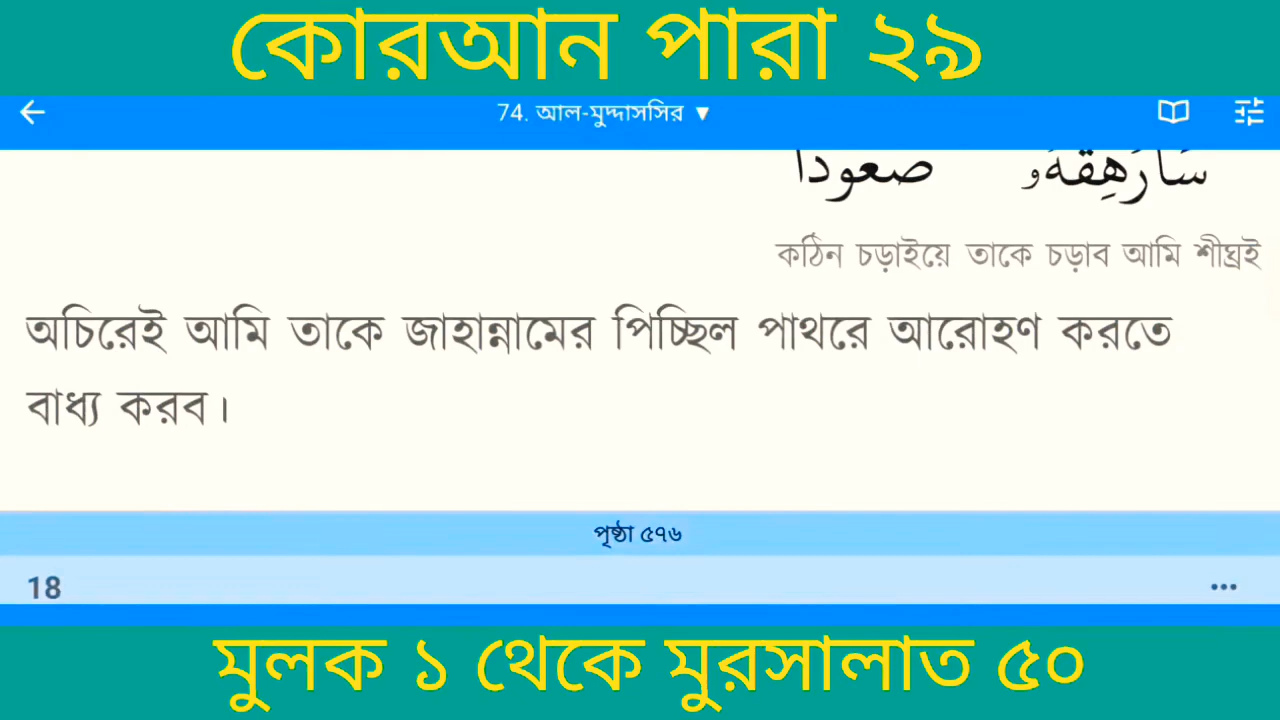 কোরআন পারা ২৯
74. আল-মুদ্দাসসির ▼
سَأُرْهِقُهُۥ صَعُودًا
কঠিন চড়াইয়ে তাকে চড়াব আমি শীঘ্রই
অচিরেই আমি তাকে জাহান্নামের পিচ্ছিল পাথরে আরোহণ করতে
বাধ্য করব।
পৃষ্ঠা ৫৭৬
18
মুলক ১ থেকে মুরসালাত ৫০